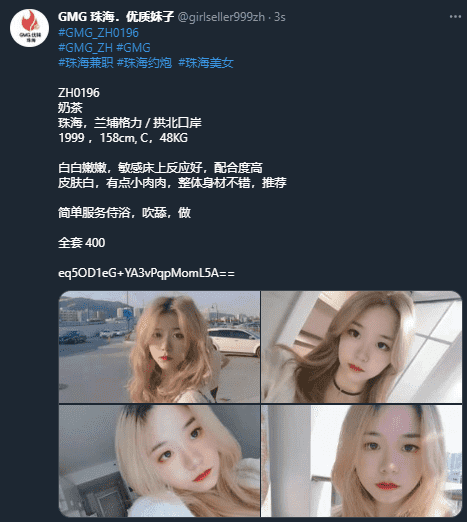 GMG 珠海．优质妹子 @girlseller999zh · 3s
#GMG_ZH0196
#GMG_ZH #GMG
#珠海兼职 #珠海约炮 #珠海美女
ZH0196
奶茶
珠海，兰埔格力 / 拱北口岸
1999 ，158cm, C，48KG
白白嫩嫩，敏感床上反应好，配合度高
皮肤白，有点小肉肉，整体身材不错，推荐
简单服务侍浴，吹舔，做
全套 400
eq5OD1eG+YA3vPqpMomL5A==